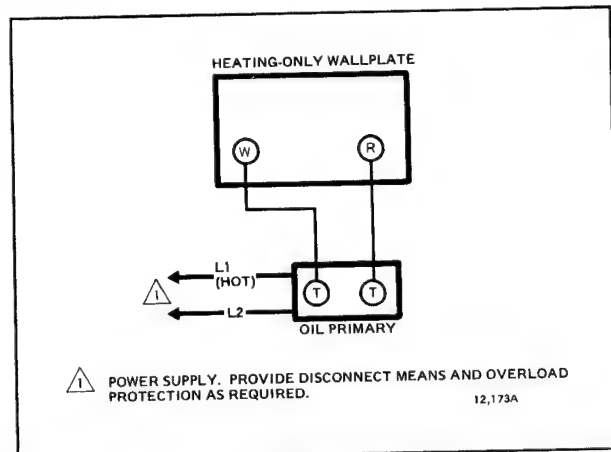 HEATING-ONLY WALLPLATE
W
R
L1
(HOT)
T
T
1
L2
OIL PRIMARY
1 POWER SUPPLY. PROVIDE DISCONNECT MEANS AND OVERLOAD
PROTECTION AS REQUIRED.
12,173A